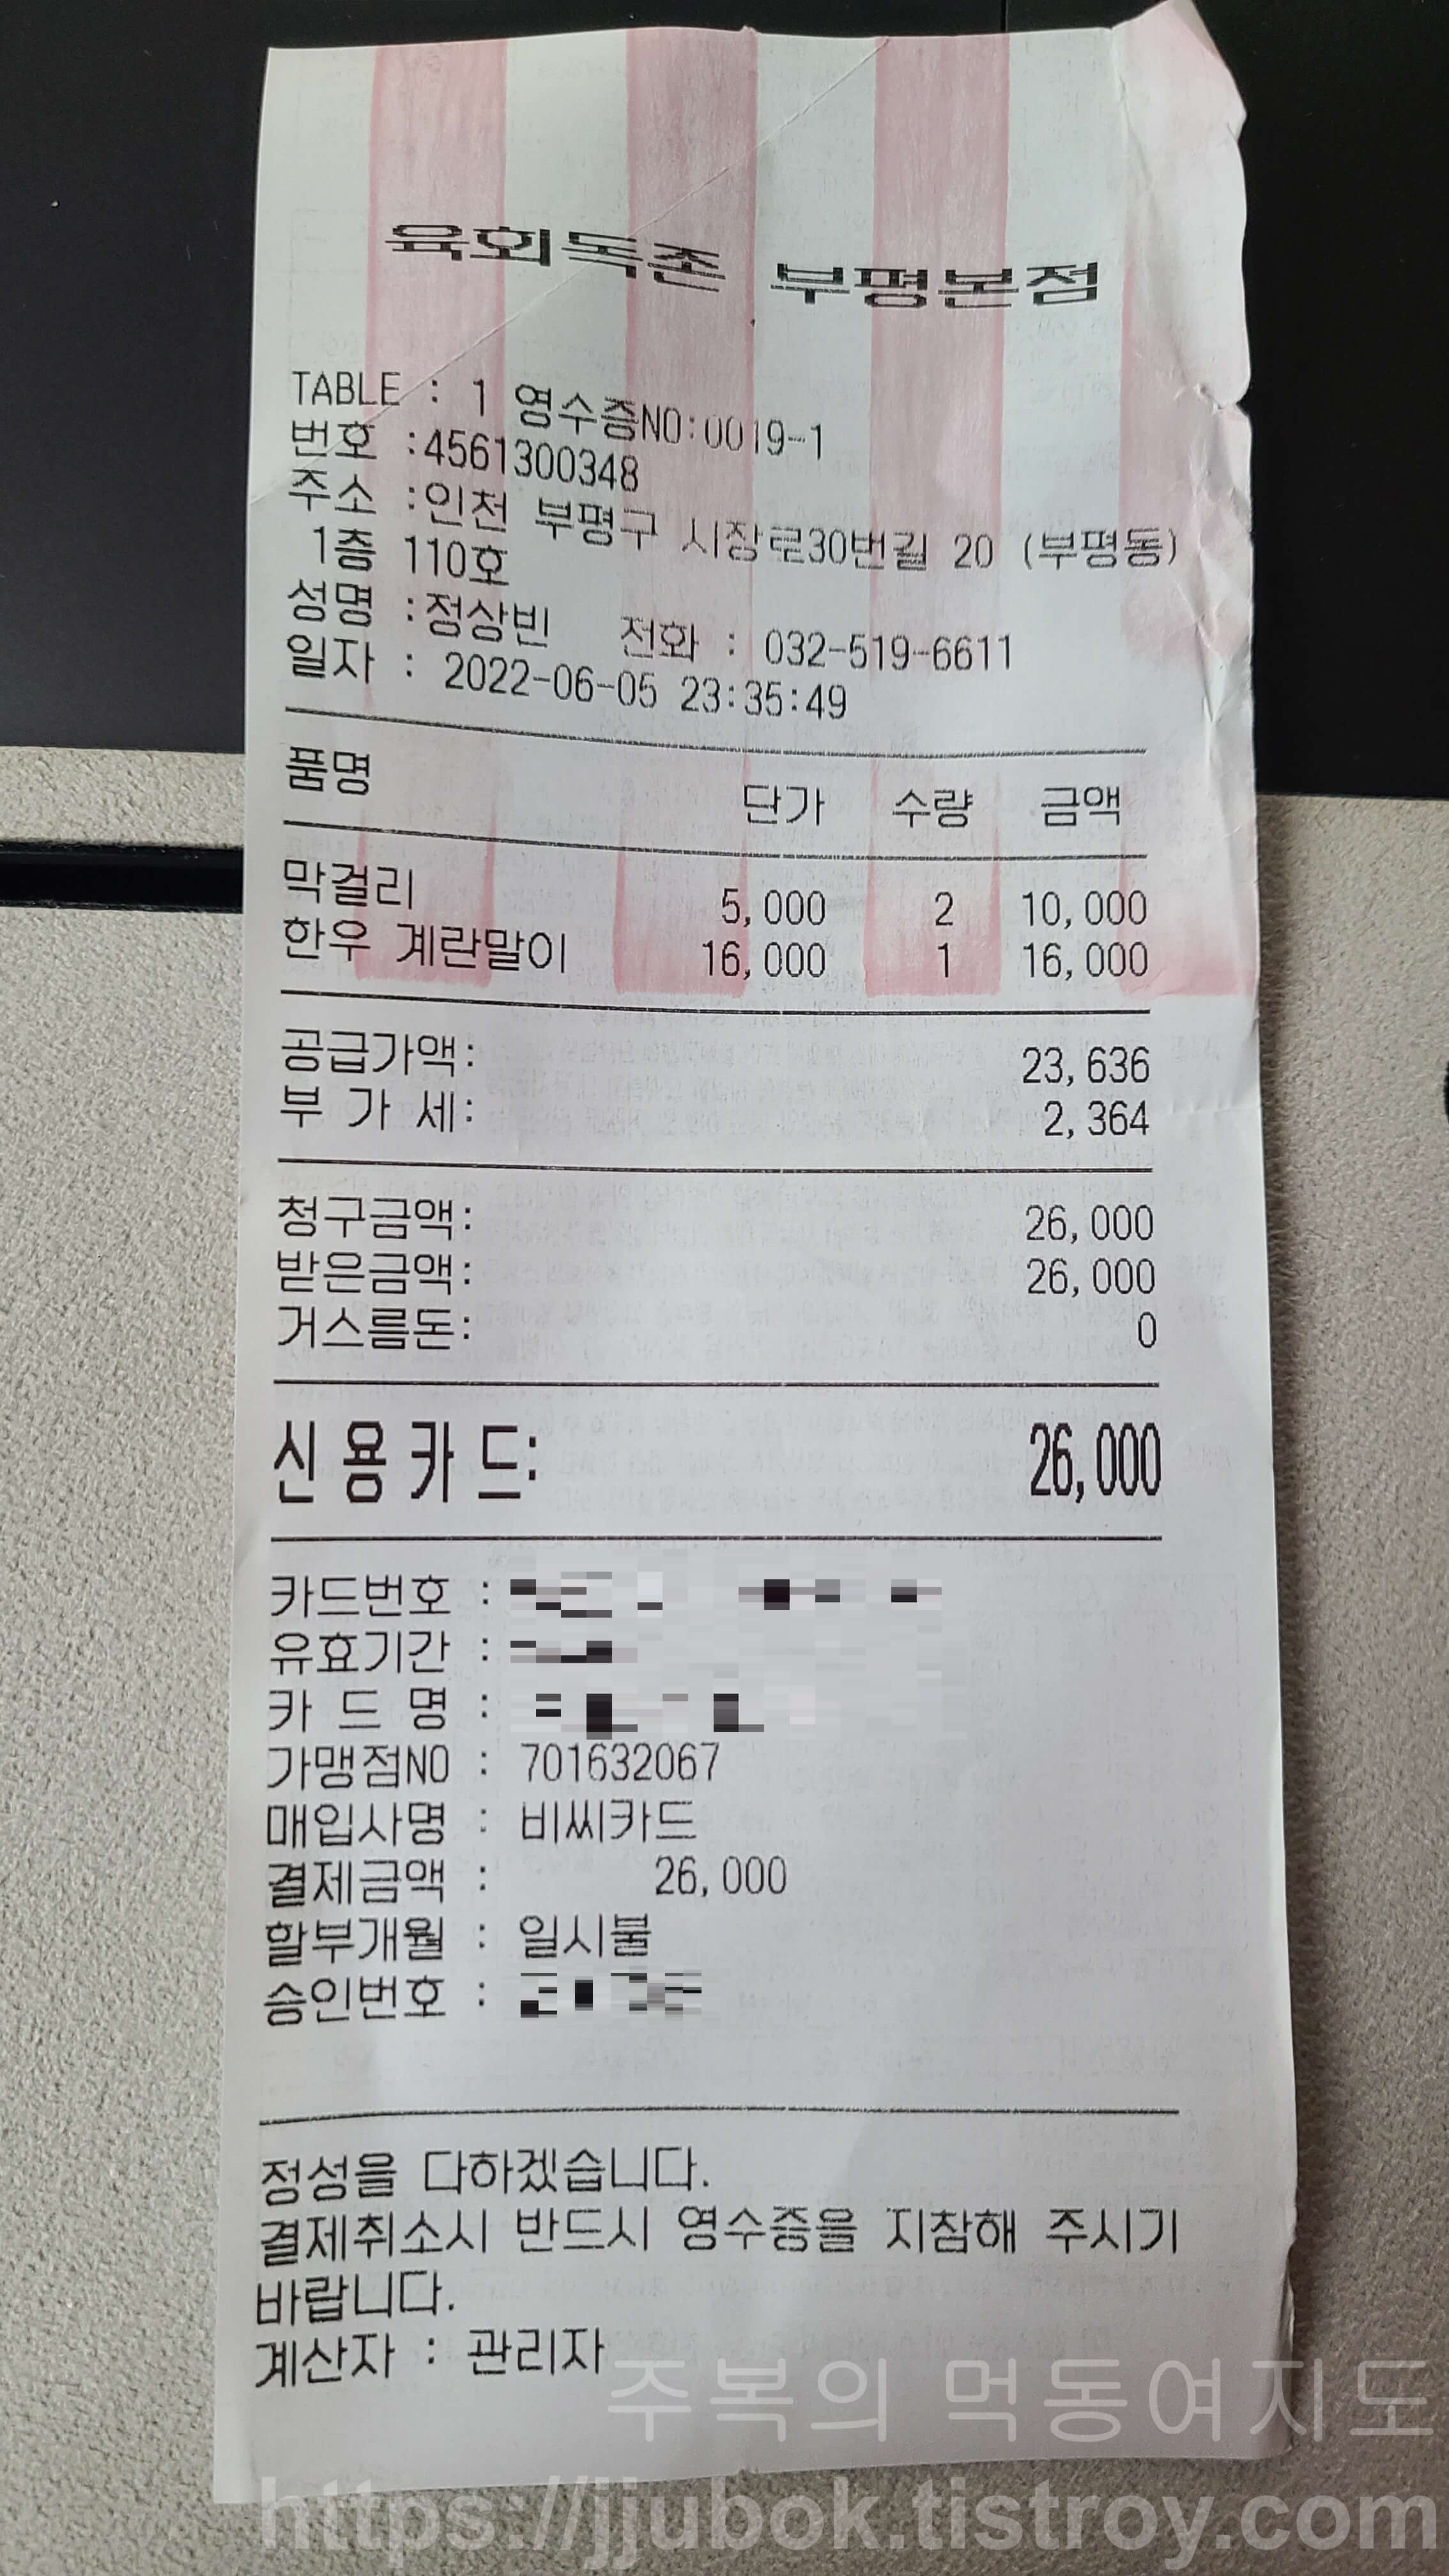 육회독존 부평본점
TABLE : 1 영수증NO:0019-1
번호 :4561300348
주소 :인천 부평구 시장로30번길 20 (부평동)
1층 110호
성명 :정상빈 전화 : 032-519-6611
일자 : 2022-06-05 23:35:49
품명 단가 수량 금액
막걸리 5,000 2 10,000
한우 계란말이 16,000 1 16,000
공급가액: 23,636
부 가 세: 2,364
청구금액: 26,000
받은금액: 26,000
거스름돈: 0
신용카드: 26,000
카드번호 :
유효기간 :
카 드 명 :
가맹점NO : 701632067
매입사명 : 비씨카드
결제금액 : 26,000
할부개월 : 일시불
승인번호 :
정성을 다하겠습니다.
결제취소시 반드시 영수증을 지참해 주시기
바랍니다.
계산자 : 관리자
주복의 먹동여지도
https://jjubok.tistroy.com